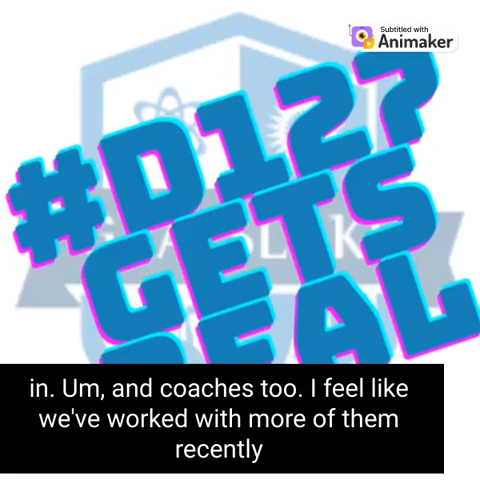 Subtitled with
Animaker
#D127
GETS
REAL
in. Um, and coaches too. I feel like
we've worked with more of them
recently